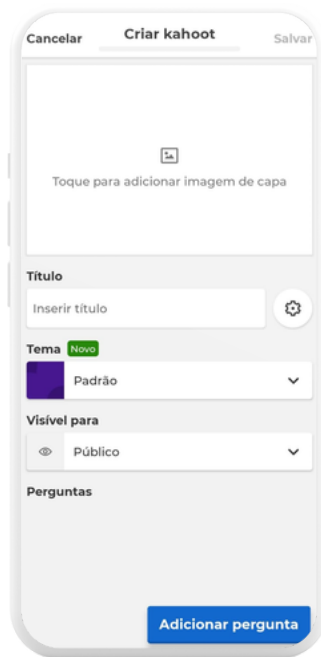 Cancelar Criar kahoot Salvar
Toque para adicionar imagem de capa
Título
Inserir título
Tema Novo
Padrão
Visível para
Público
Perguntas
Adicionar pergunta